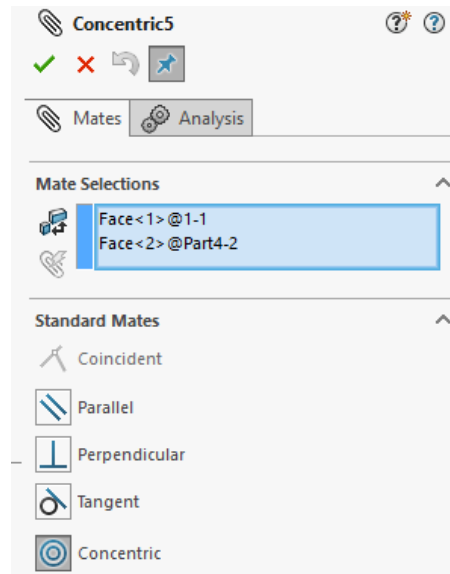 Concentric5
Mates
Analysis
Mate Selections
Face<1>@1-1
Face<2>@Part4-2
Standard Mates
Coincident
Parallel
Perpendicular
Tangent
Concentric